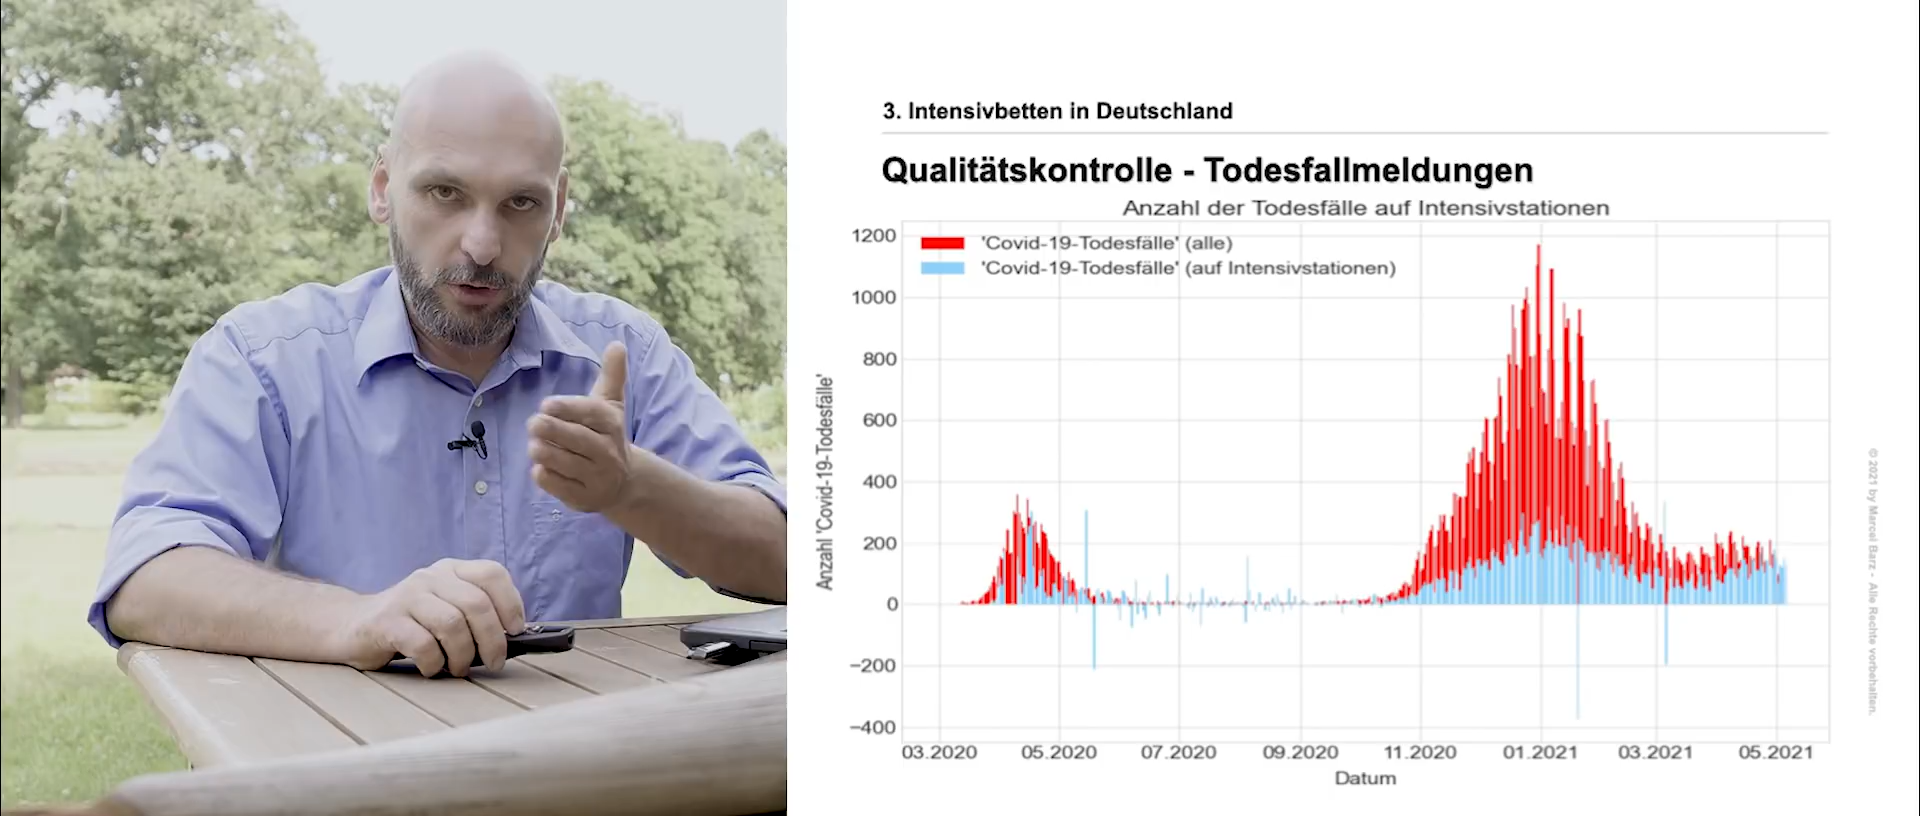 3. Intensivbetten in Deutschland
Qualitätskontrolle - Todesfallmeldungen
Anzahl der Todesfälle auf Intensivstationen
'Covid-19-Todesfälle' (alle)
'Covid-19-Todesfälle' (auf Intensivstationen)
Anzahl 'Covid-19-Todesfälle'
1200
1000
800
600
400
200
0
−200
−400
03.2020 05.2020 07.2020 09.2020 11.2020 01.2021 03.2021 05.2021
Datum
© 2021 by Marcel Barz - Alle Rechte vorbehalten.